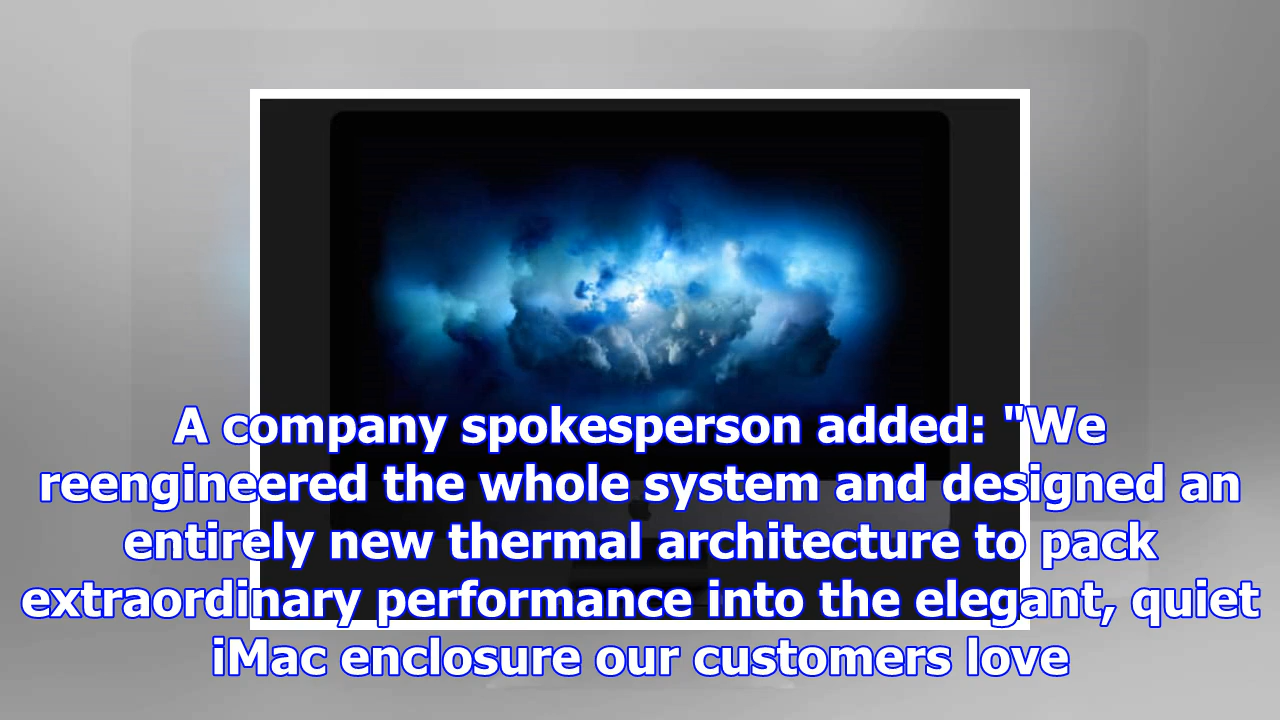 A company spokesperson added: "We
reengineered the whole system and designed an
entirely new thermal architecture to pack
extraordinary performance into the elegant, quiet
iMac enclosure our customers love